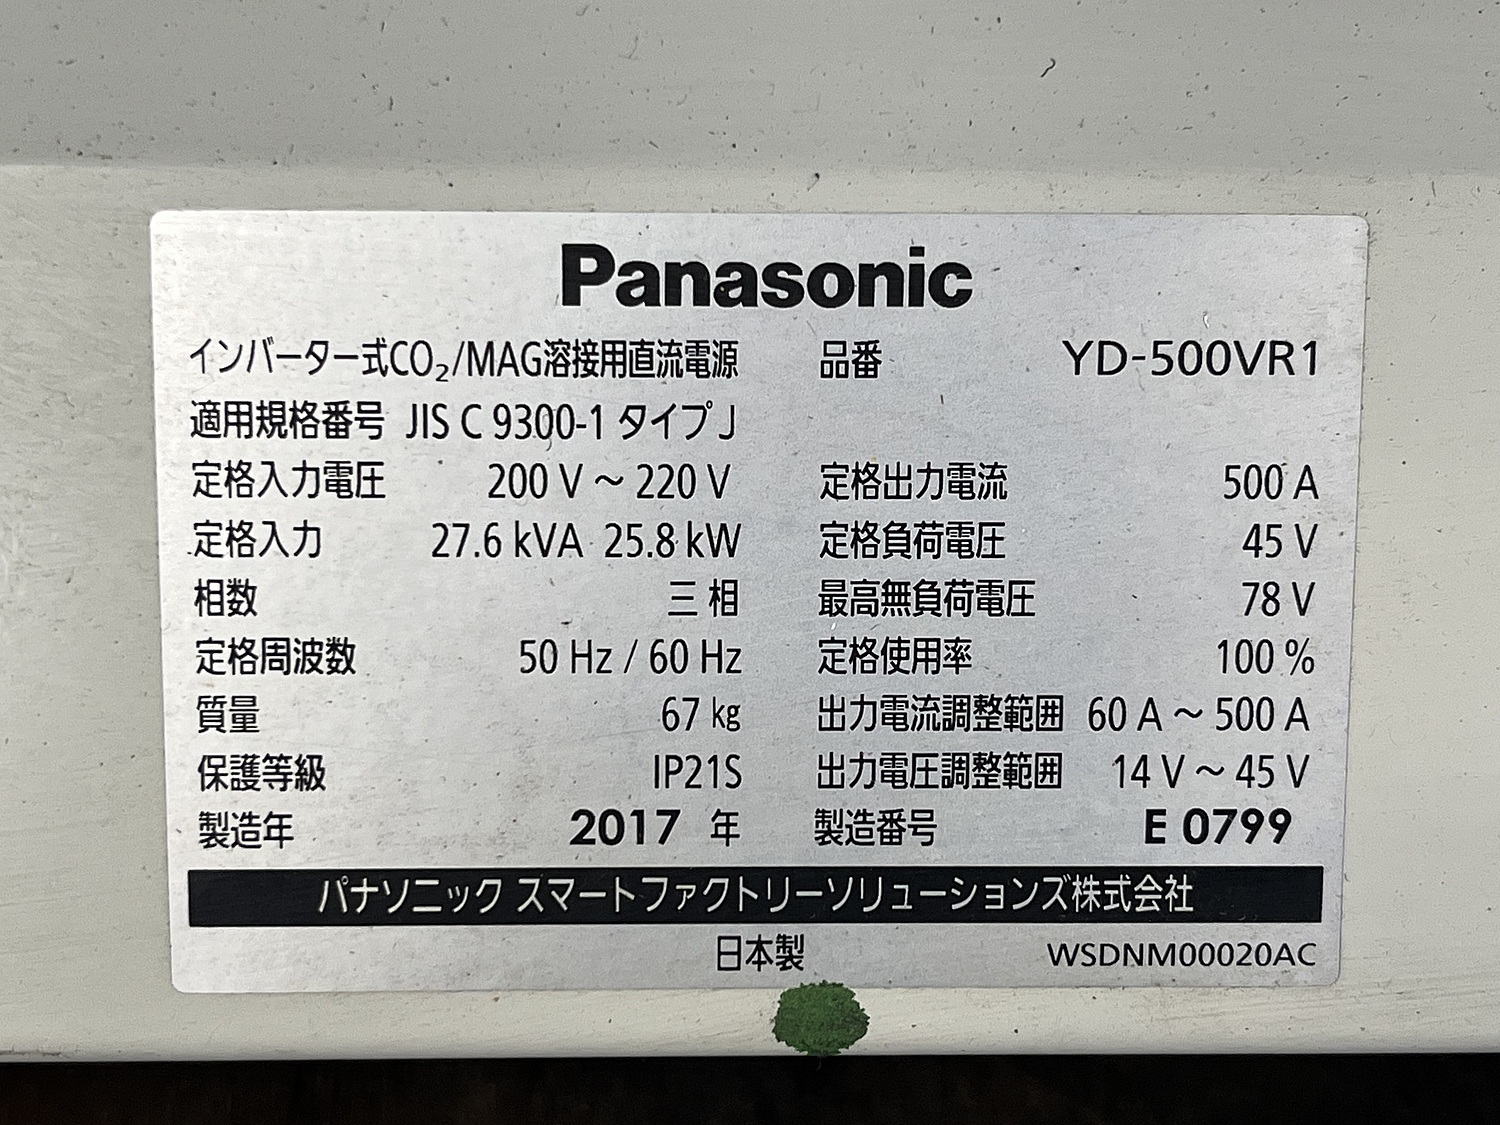 Panasonic
インバーター式CO₂/MAG溶接用直流電源 品番 YD-500VR1
適用規格番号 JIS C 9300-1 タイプJ
定格入力電圧 200 V ～ 220 V 定格出力電流 500 A
定格入力 27.6 kVA 25.8 kW 定格負荷電圧 45 V
相数 三相 最高無負荷電圧 78 V
定格周波数 50 Hz / 60 Hz 定格使用率 100 %
質量 67 kg 出力電流調整範囲 60 A ～ 500 A
保護等級 IP21S 出力電圧調整範囲 14 V ～ 45 V
製造年 2017 年 製造番号 E 0799
パナソニック スマートファクトリーソリューションズ株式会社
日本製 WSDNM00020AC